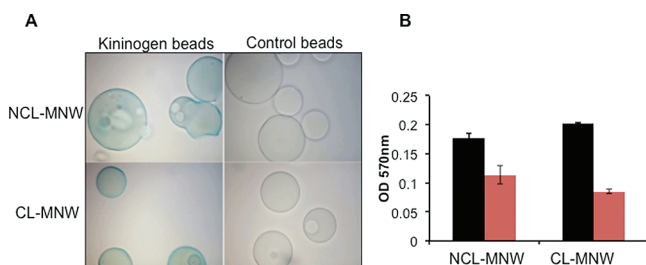 A
Kininogen beads
Control beads
NCL-MNW
CL-MNW
B
OD 570nm
0.25
0.2
0.15
0.1
0.05
0
NCL-MNW
CL-MNW